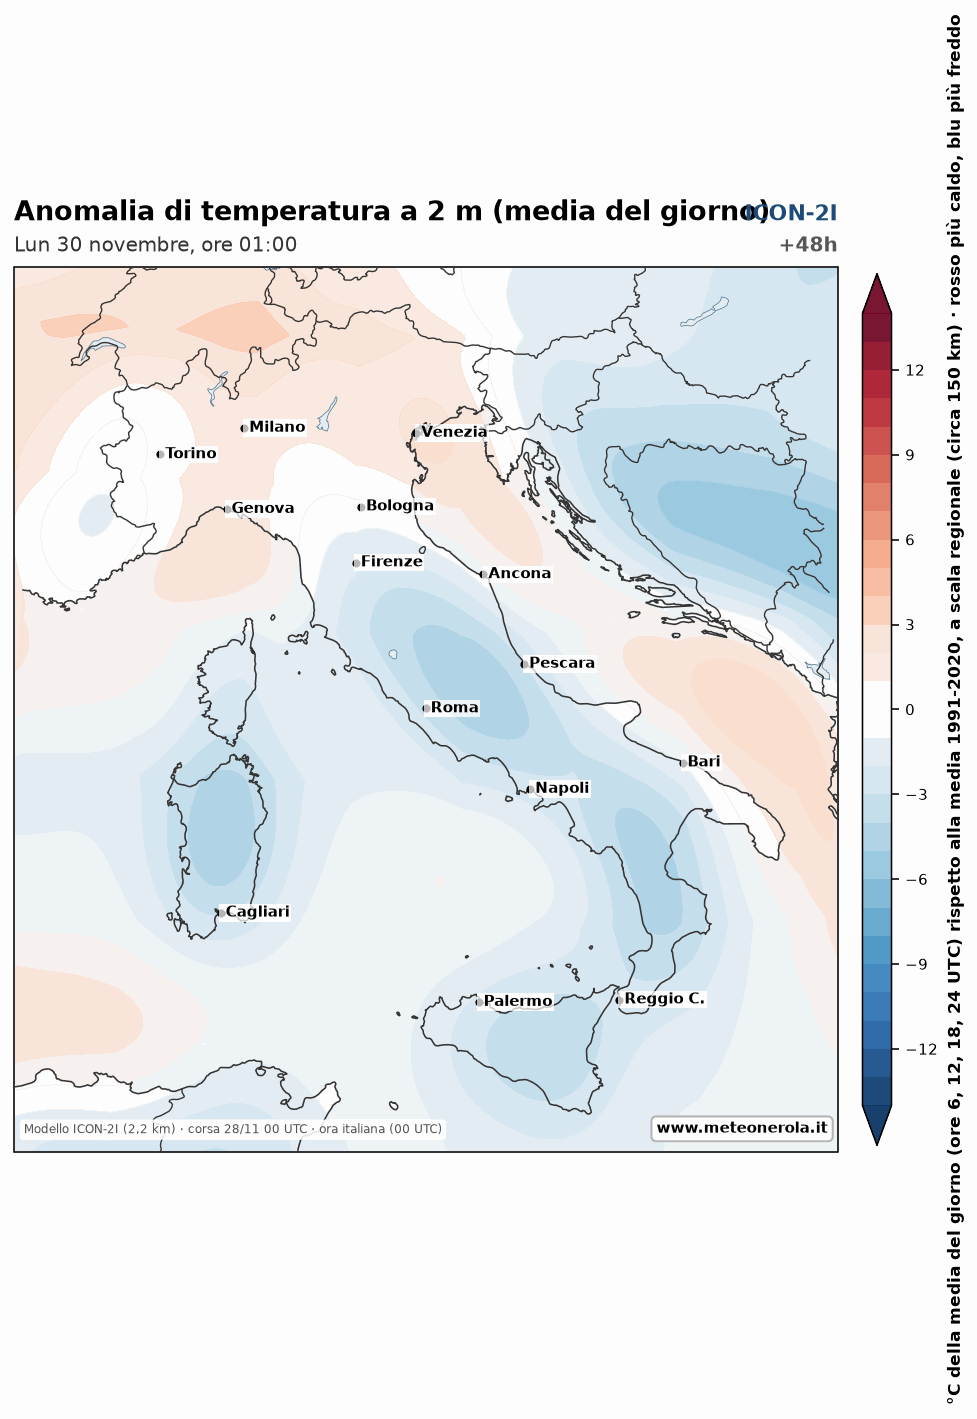 Anomalia di temperatura a 2 m (media del giorno)
ICON-2I
Lun 30 novembre, ore 01:00
+48h
Milano
Venezia
Torino
Genova
Bologna
Firenze
Ancona
Pescara
Roma
Bari
Napoli
Cagliari
Palermo
Reggio C.
Modello ICON-2I (2,2 km) · corsa 28/11 00 UTC · ora italiana (00 UTC)
www.meteonerola.it
12
9
6
3
0
−3
−6
−9
−12
°C della media del giorno (ore 6, 12, 18, 24 UTC) rispetto alla media 1991-2020, a scala regionale (circa 150 km) · rosso più caldo, blu più freddo